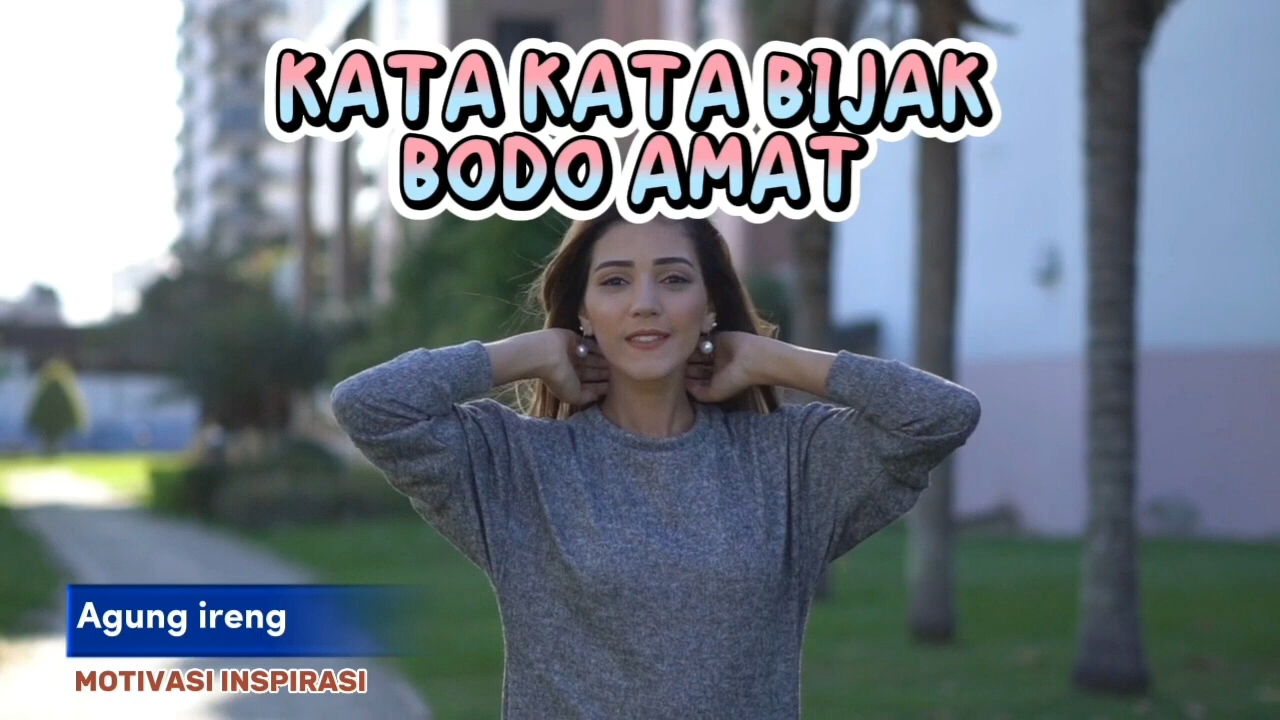 KATA KATA BIJAK
BODO AMAT
Agung ireng
MOTIVASI INSPIRASI